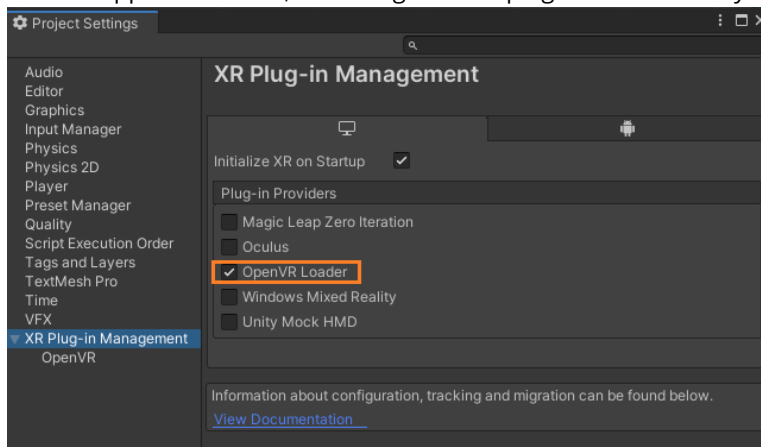 Project Settings
XR Plug-in Management
Audio
Editor
Graphics
Input Manager
Physics
Physics 2D
Player
Preset Manager
Quality
Script Execution Order
Tags and Layers
TextMesh Pro
Time
VFX
XR Plug-in Management
OpenVR
Initialize XR on Startup
Plug-in Providers
Magic Leap Zero Iteration
Oculus
OpenVR Loader
Windows Mixed Reality
Unity Mock HMD
Information about configuration, tracking and migration can be found below.
View Documentation